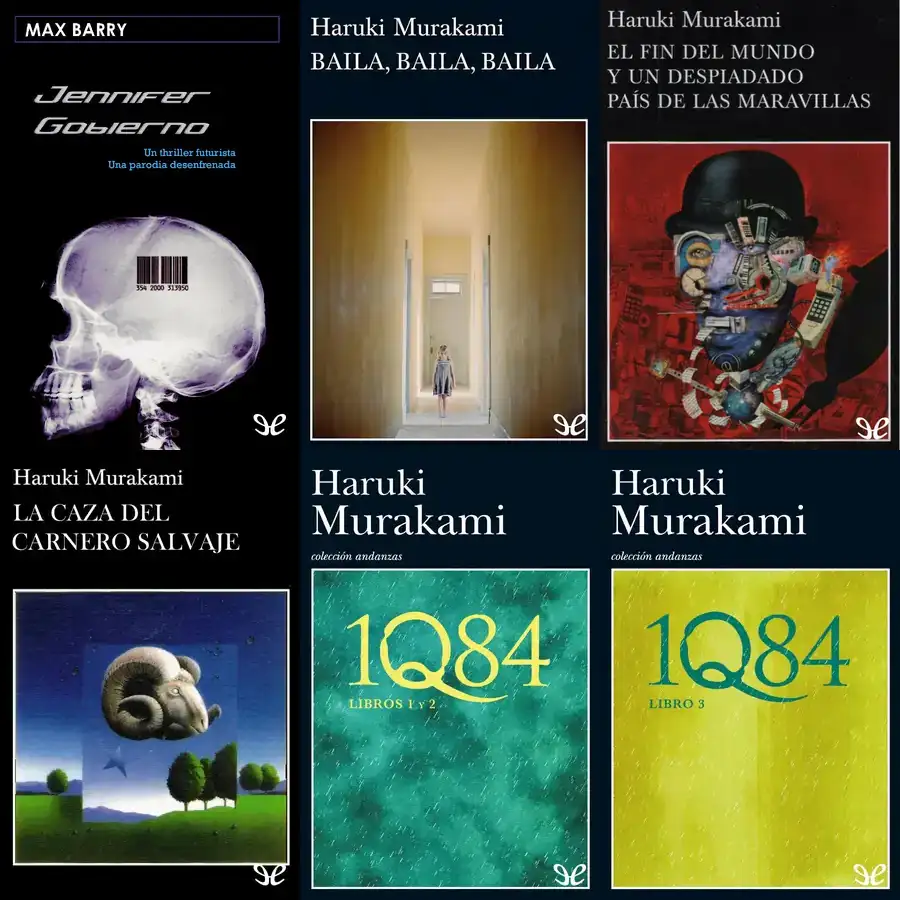 MAX BARRY
Jennifer
Gobierno
Un thriller futurista
Una parodia desenfrenada
354 2000 313950
Haruki Murakami
BAILA, BAILA, BAILA
Haruki Murakami
EL FIN DEL MUNDO
Y UN DESPIADADO
PAÍS DE LAS MARAVILLAS
Haruki Murakami
LA CAZA DEL
CARNERO SALVAJE
Haruki
Murakami
colección andanzas
1Q84
LIBROS 1 y 2
Haruki
Murakami
colección andanzas
1Q84
LIBRO 3